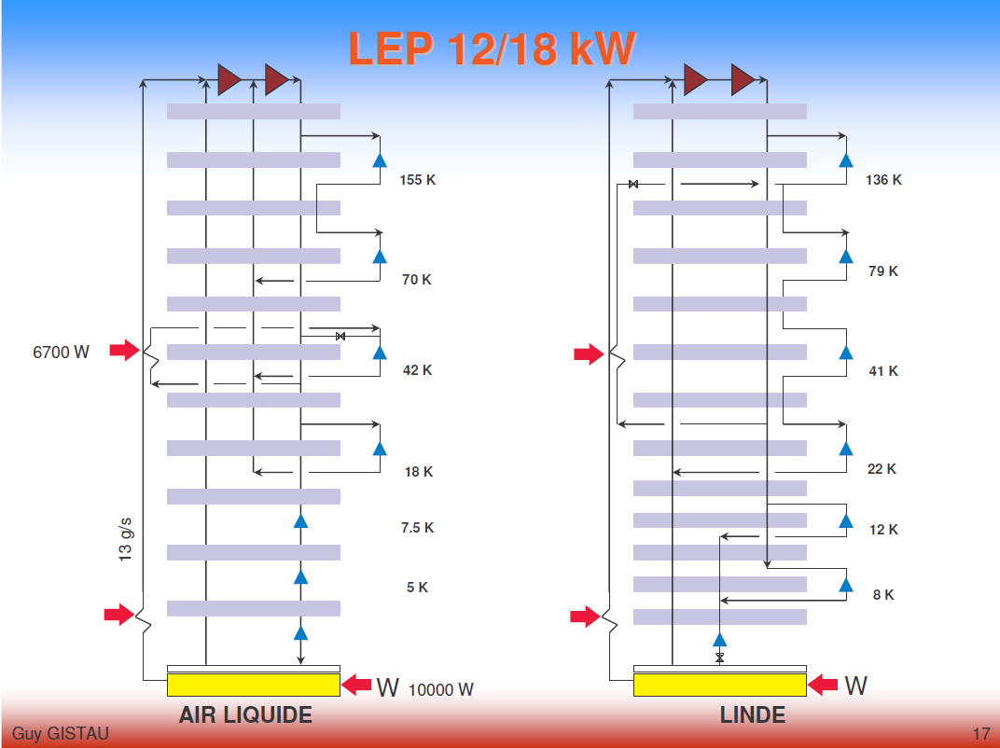 LEP 12/18 kW
155 K
70 K
6700 W
42 K
18 K
13 g/s
7.5 K
5 K
W 10000 W
AIR LIQUIDE
136 K
79 K
41 K
22 K
12 K
8 K
W
LINDE
Guy GISTAU
17